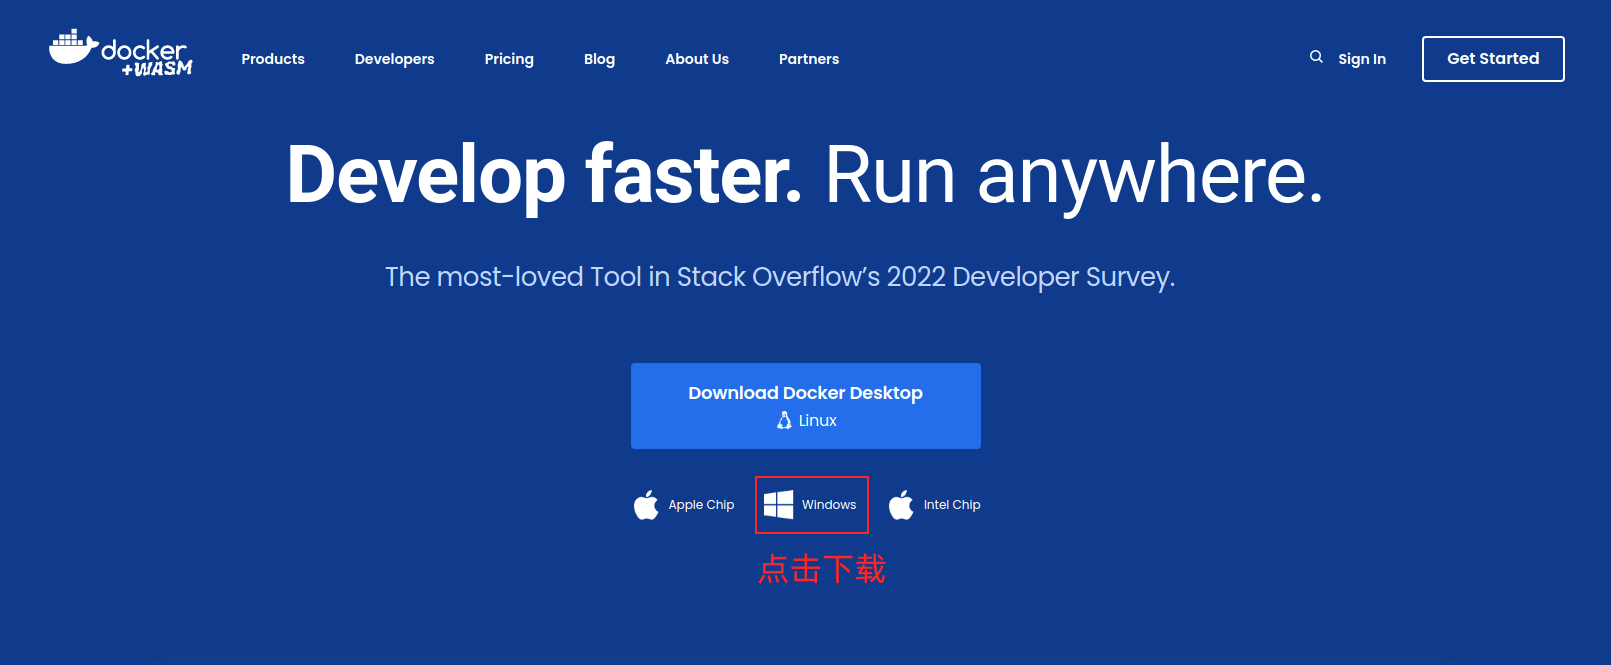 docker
+WASM
Products Developers Pricing Blog About Us Partners Sign In Get Started
Develop faster. Run anywhere.
The most-loved Tool in Stack Overflow’s 2022 Developer Survey.
Download Docker Desktop
Linux
Apple Chip Windows Intel Chip
点击下载